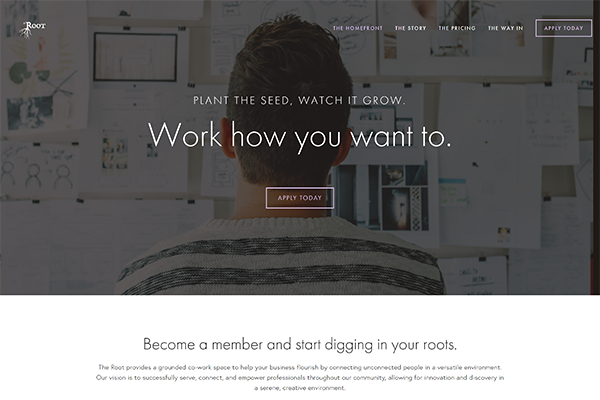 Root
THE HOMEFRONT THE STORY THE PRICING THE WAY IN APPLY TODAY
PLANT THE SEED, WATCH IT GROW.
Work how you want to.
APPLY TODAY
Become a member and start digging in your roots.
The Root provides a grounded co-work space to help your business flourish by connecting unconnected people in a versatile environment.
Our vision is to successfully serve, connect, and empower professionals throughout our community, allowing for innovation and discovery in
a serene, creative environment.